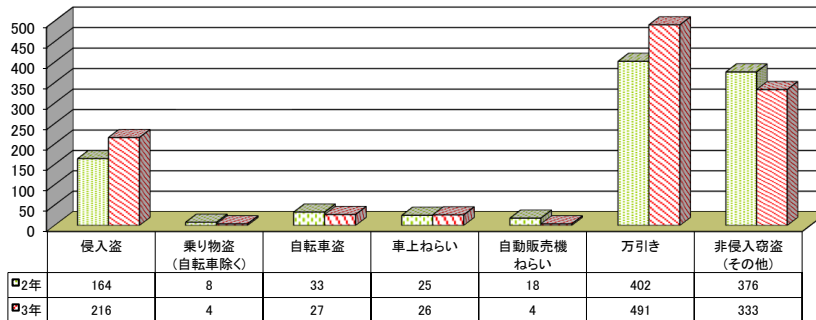 500
450
400
350
300
250
200
150
100
50
0
侵入盗
乗り物盗
（自転車除く）
自転車盗
車上ねらい
自動販売機
ねらい
万引き
非侵入窃盗
（その他）
2年 164 8 33 25 18 402 376
3年 216 4 27 26 4 491 333